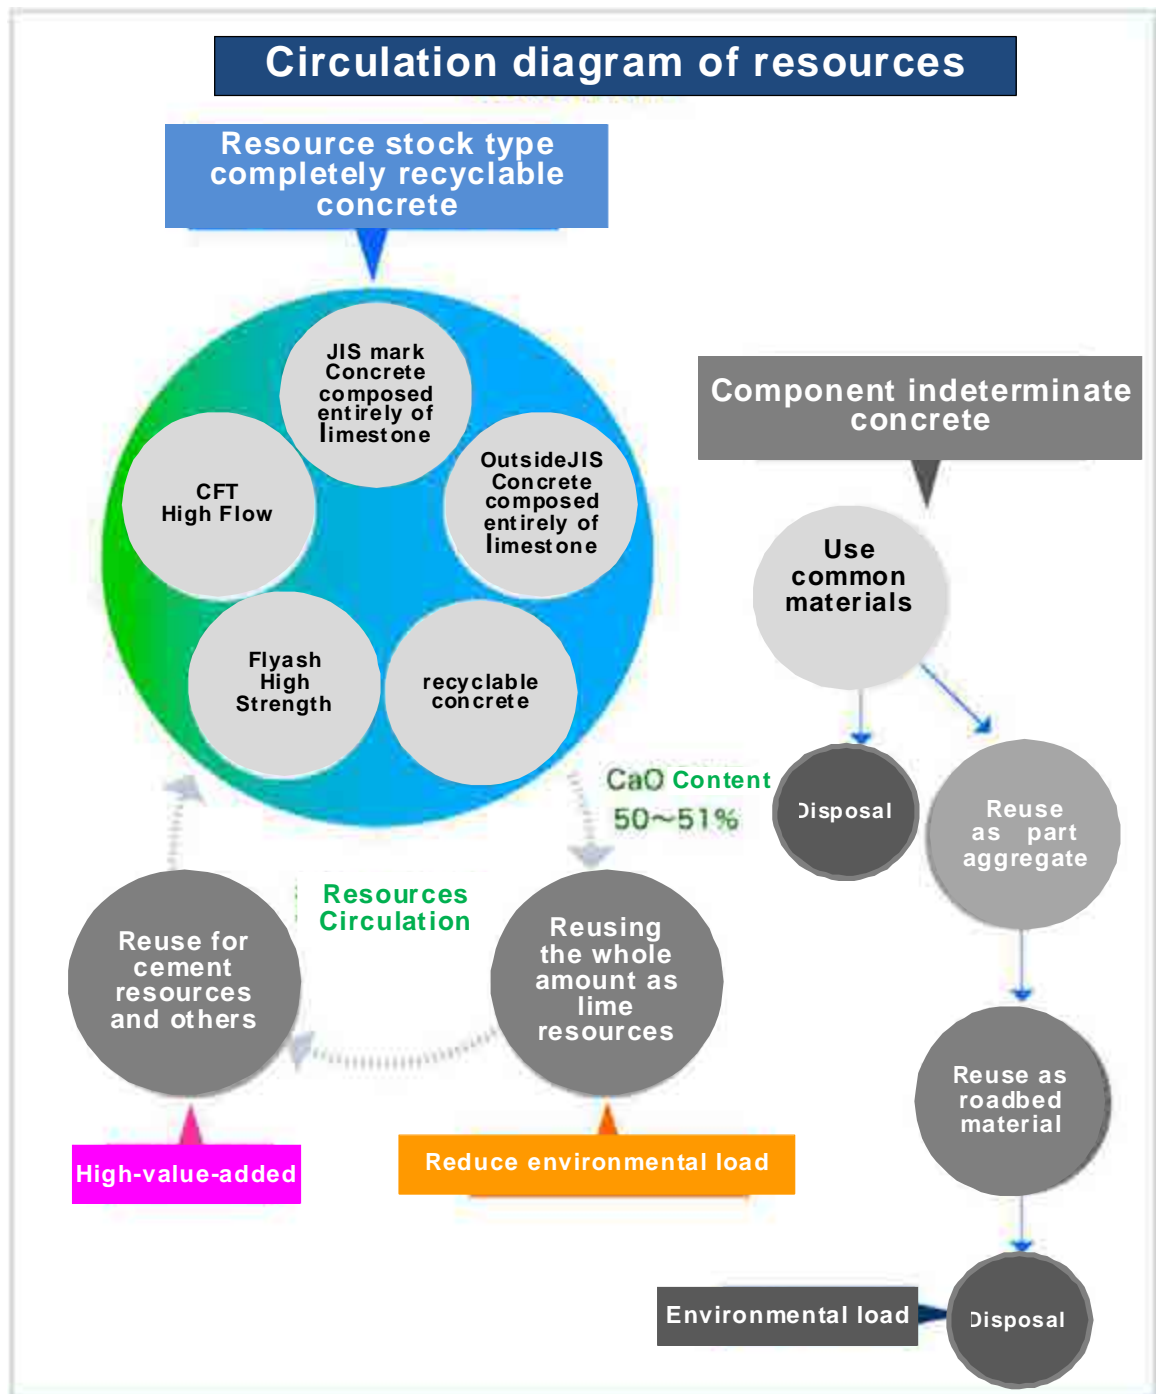 Circulation diagram of resources
Resource stock type
completely recyclable
concrete
JIS mark
Concrete
composed
entirely of
limestone
CFT
High Flow
OutsideJIS
Concrete
composed
entirely of
limestone
Flyash
High
Strength
recyclable
concrete
CaO Content
50～51%
Resources
Circulation
Reuse for
cement
resources
and others
Reusing
the whole
amount as
lime
resources
High-value-added
Reduce environmental load
Component indeterminate
concrete
Use
common
materials
Disposal
Reuse
as part
aggregate
Reuse as
roadbed
material
Environmental load
Disposal